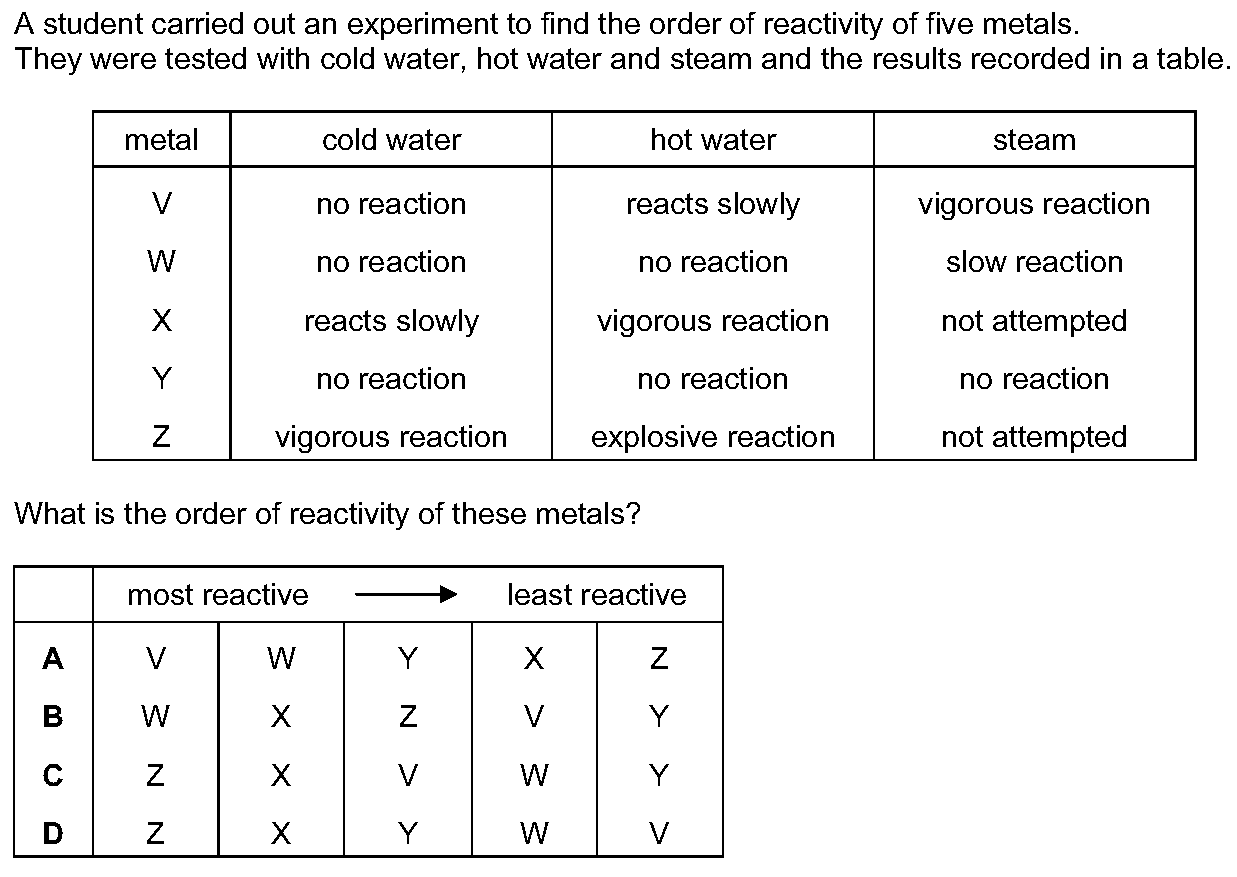 A student carried out an experiment to find the order of reactivity of five metals.
They were tested with cold water, hot water and steam and the results recorded in a table.
metal cold water hot water steam
V no reaction reacts slowly vigorous reaction
W no reaction no reaction slow reaction
X reacts slowly vigorous reaction not attempted
Y no reaction no reaction no reaction
Z vigorous reaction explosive reaction not attempted
What is the order of reactivity of these metals?
most reactive least reactive
A V W Y X Z
B W X Z V Y
C Z X V W Y
D Z X Y W V